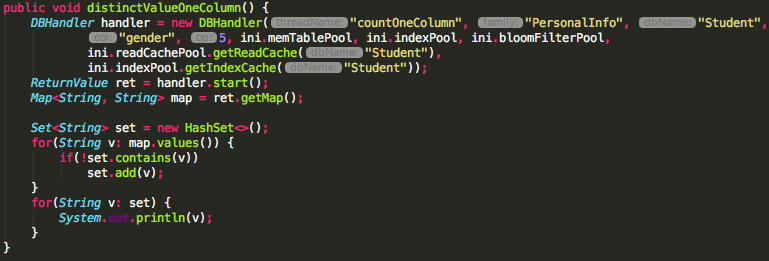 public void distinctValueOneColumn() {
DBHandler handler = new DBHandler( threadName: "countOneColumn", family: "PersonalInfo", dbName: "Student",
col: "gender", op: 5, ini.memTablePool, ini.indexPool, ini.bloomFilterPool,
ini.readCachePool.getReadCache( dbName: "Student"),
ini.indexPool.getIndexCache( dbName: "Student"));
ReturnValue ret = handler.start();
Map<String, String> map = ret.getMap();
Set<String> set = new HashSet<>();
for(String v: map.values()) {
if(!set.contains(v))
set.add(v);
}
for(String v: set) {
System.out.println(v);
}
}